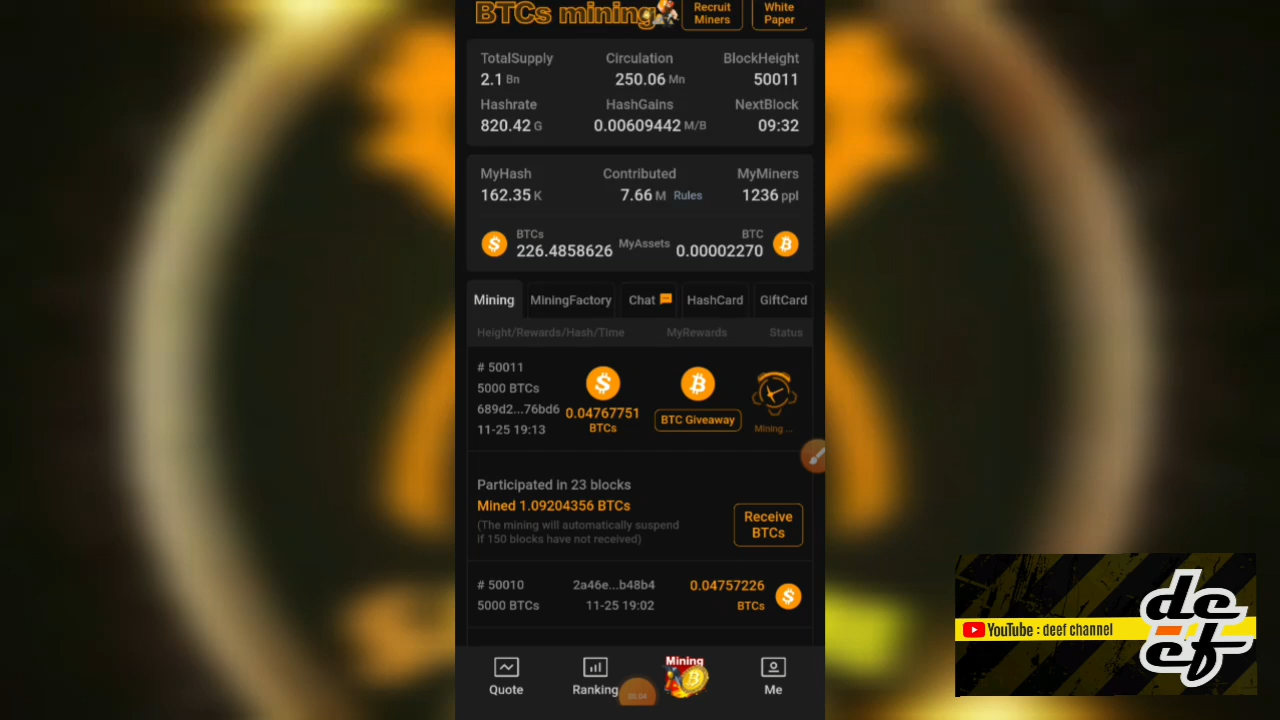 BTCs mining
Recruit
Miners
White
Paper
TotalSupply Circulation BlockHeight
2.1 Bn 250.06 Mn 50011
Hashrate HashGains NextBlock
820.42 G 0.00609442 M/B 09:32
MyHash Contributed MyMiners
162.35 K 7.66 M Rules 1236 ppl
BTCs BTC
226.4858626 MyAssets 0.00002270
Mining MiningFactory Chat HashCard GiftCard
Height/Rewards/Hash/Time MyRewards Status
# 50011
5000 BTCs
689d2...76bd6
11-25 19:13
0.04767751
BTCs
BTC Giveaway
Mining ...
Participated in 23 blocks
Mined 1.09204356 BTCs
(The mining will automatically suspend
if 150 blocks have not received)
Receive
BTCs
# 50010 2a46e...b48b4 0.04757226
5000 BTCs 11-25 19:02 BTCs
Quote Ranking Mining Me
YouTube : deef channel
deef